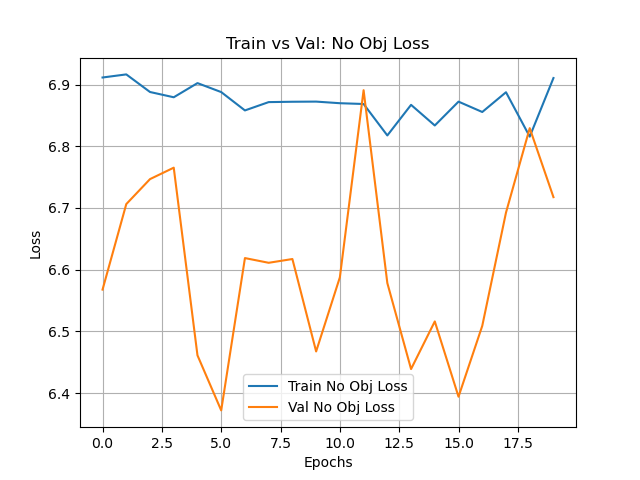 Train vs Val: No Obj Loss
6.9
6.8
6.7
6.6
6.5
6.4
Loss
Train No Obj Loss
Val No Obj Loss
0.0 2.5 5.0 7.5 10.0 12.5 15.0 17.5
Epochs